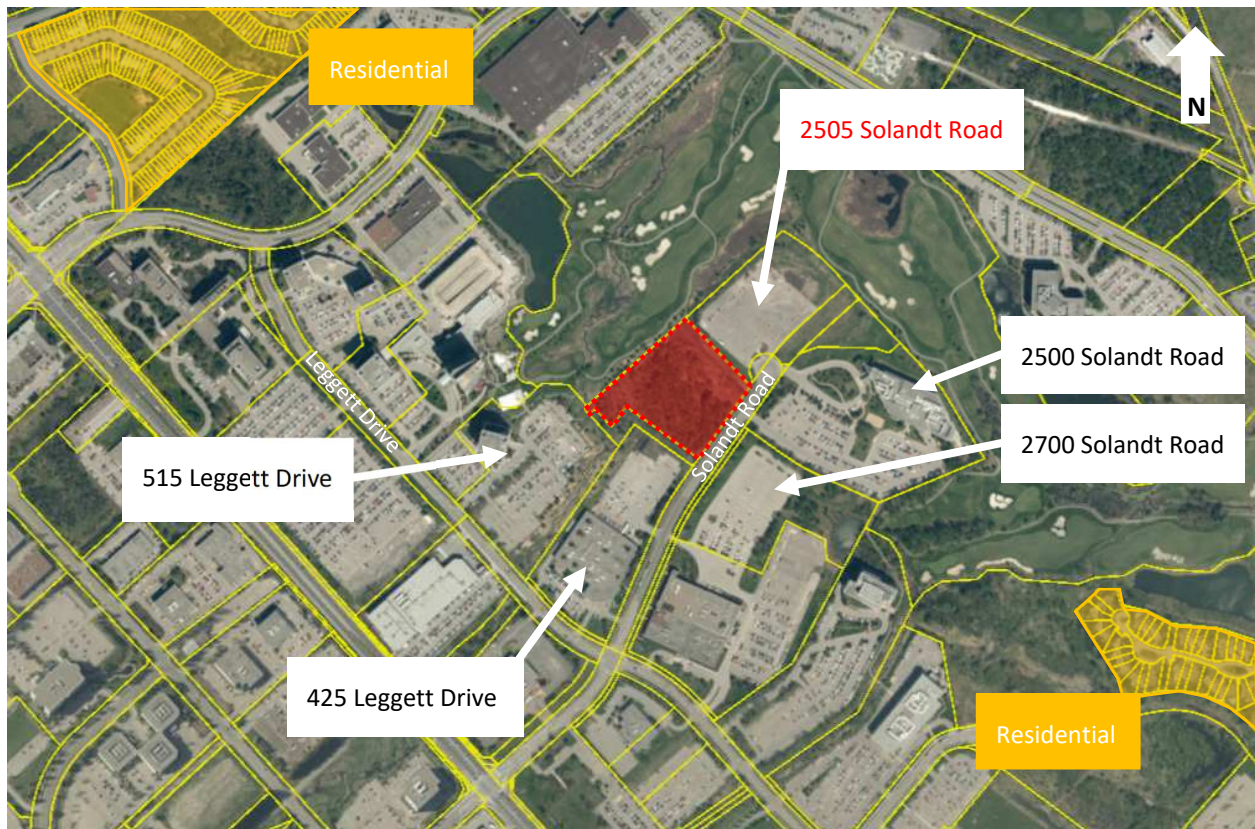 Residential
N
2505 Solandt Road
2500 Solandt Road
2700 Solandt Road
Leggett Drive
Solandt Road
515 Leggett Drive
425 Leggett Drive
Residential